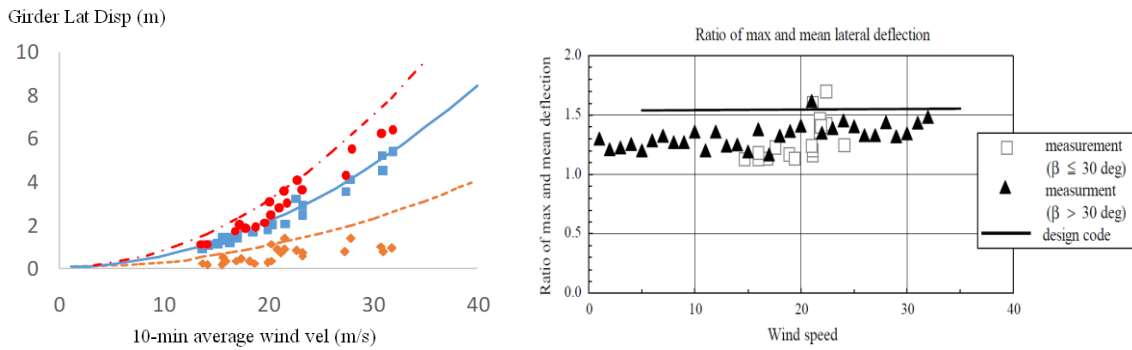 Girder Lat Disp (m)
10
8
6
4
2
0
0
10
20
30
40
10-min average wind vel (m/s)
Ratio of max and mean lateral deflection
Ratio of max and mean deflection
2.0
1.5
1.0
0.5
0.0
0
10
20
30
40
Wind speed
measurement
(β ≦ 30 deg)
measurment
(β > 30 deg)
design code